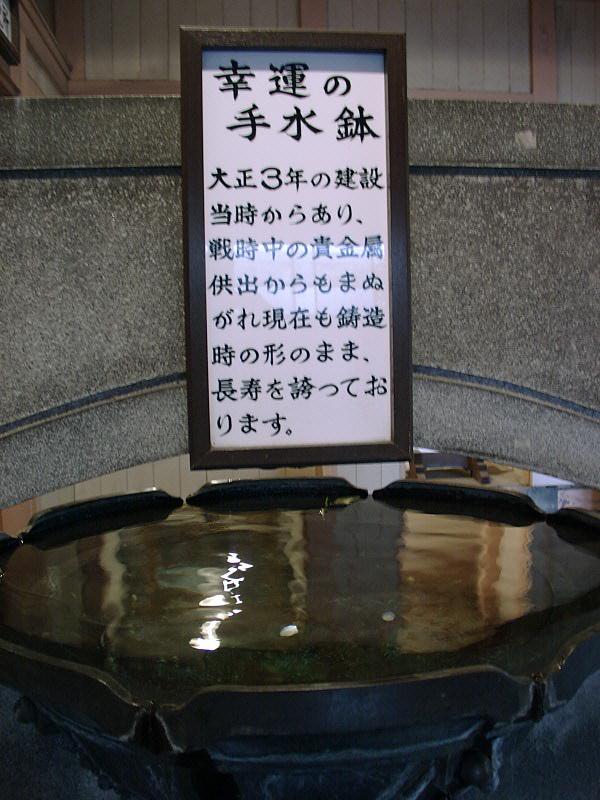 幸運の
手水鉢
大正3年の建設
当時からあり、
戦時中の貴金属
供出からもまぬ
がれ現在も鋳造
時の形のまま、
長寿を誇ってお
ります。